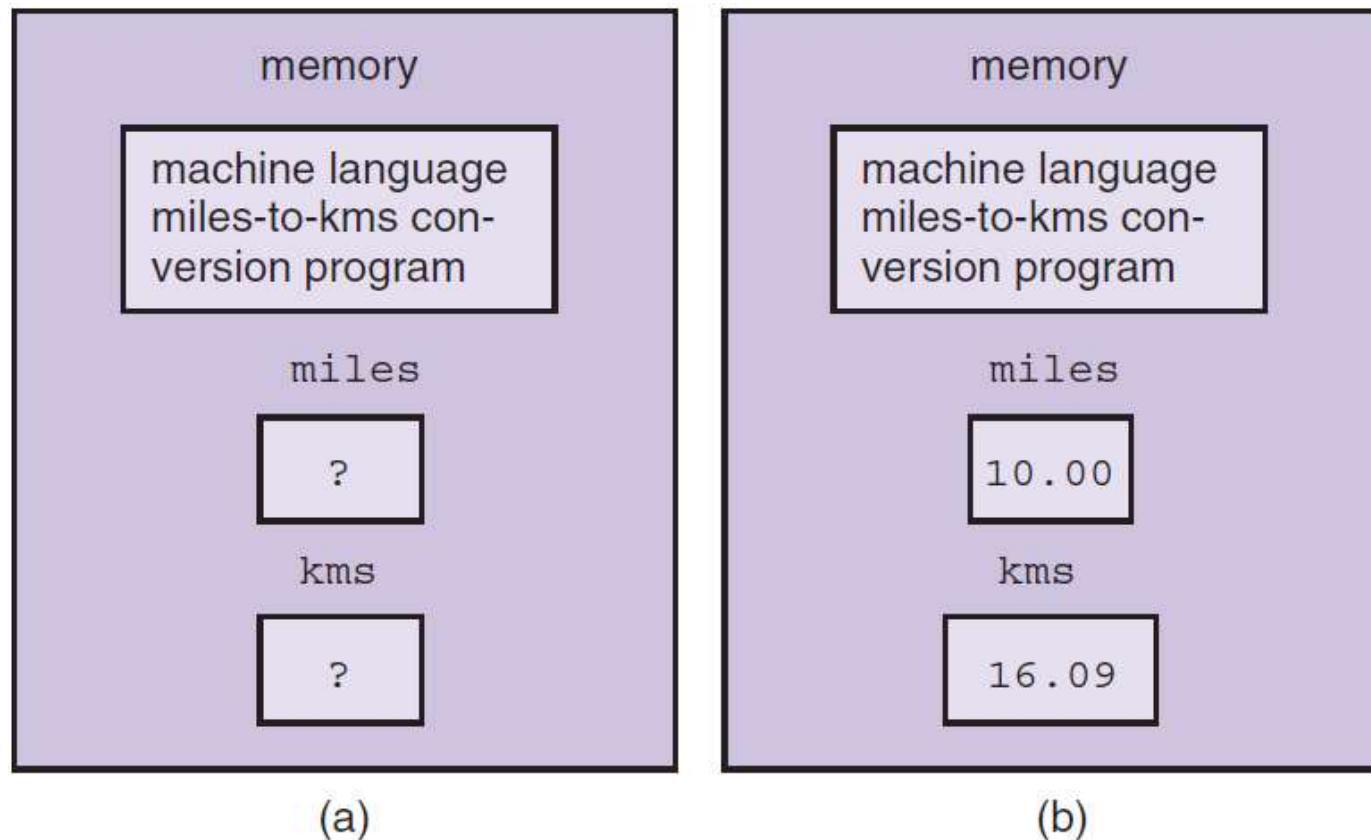 memory
machine language
miles-to-kms con-
version program
miles
?
kms
?
(a)
memory
machine language
miles-to-kms con-
version program
miles
10.00
kms
16.09
(b)